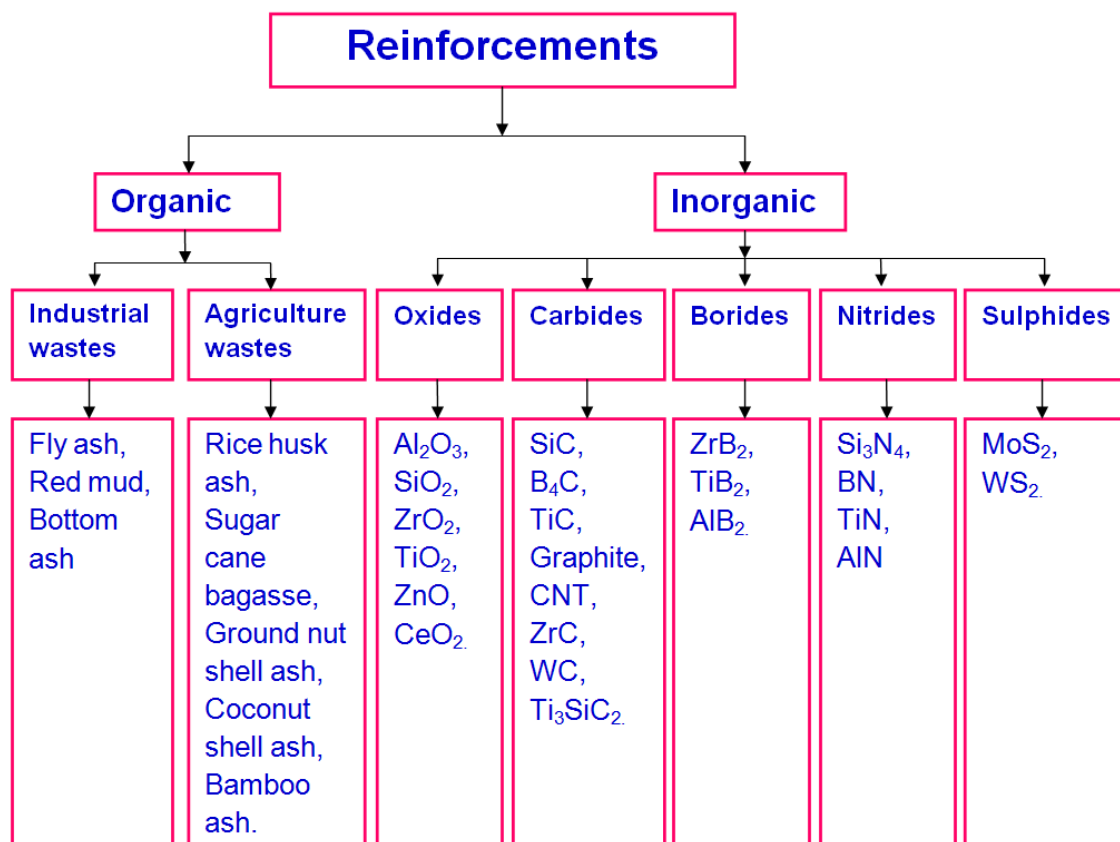 Reinforcements
Organic
Inorganic
Industrial
wastes
Agriculture
wastes
Oxides
Carbides
Borides
Nitrides
Sulphides
Fly ash,
Red mud,
Bottom
ash
Rice husk
ash,
Sugar
cane
bagasse,
Ground nut
shell ash,
Coconut
shell ash,
Bamboo
ash.
Al₂O₃,
SiO₂,
ZrO₂,
TiO₂,
ZnO,
CeO₂.
SiC,
B₄C,
TiC,
Graphite,
CNT,
ZrC,
WC,
Ti₃SiC₂.
ZrB₂,
TiB₂,
AlB₂.
Si₃N₄,
BN,
TiN,
AlN
MoS₂,
WS₂.